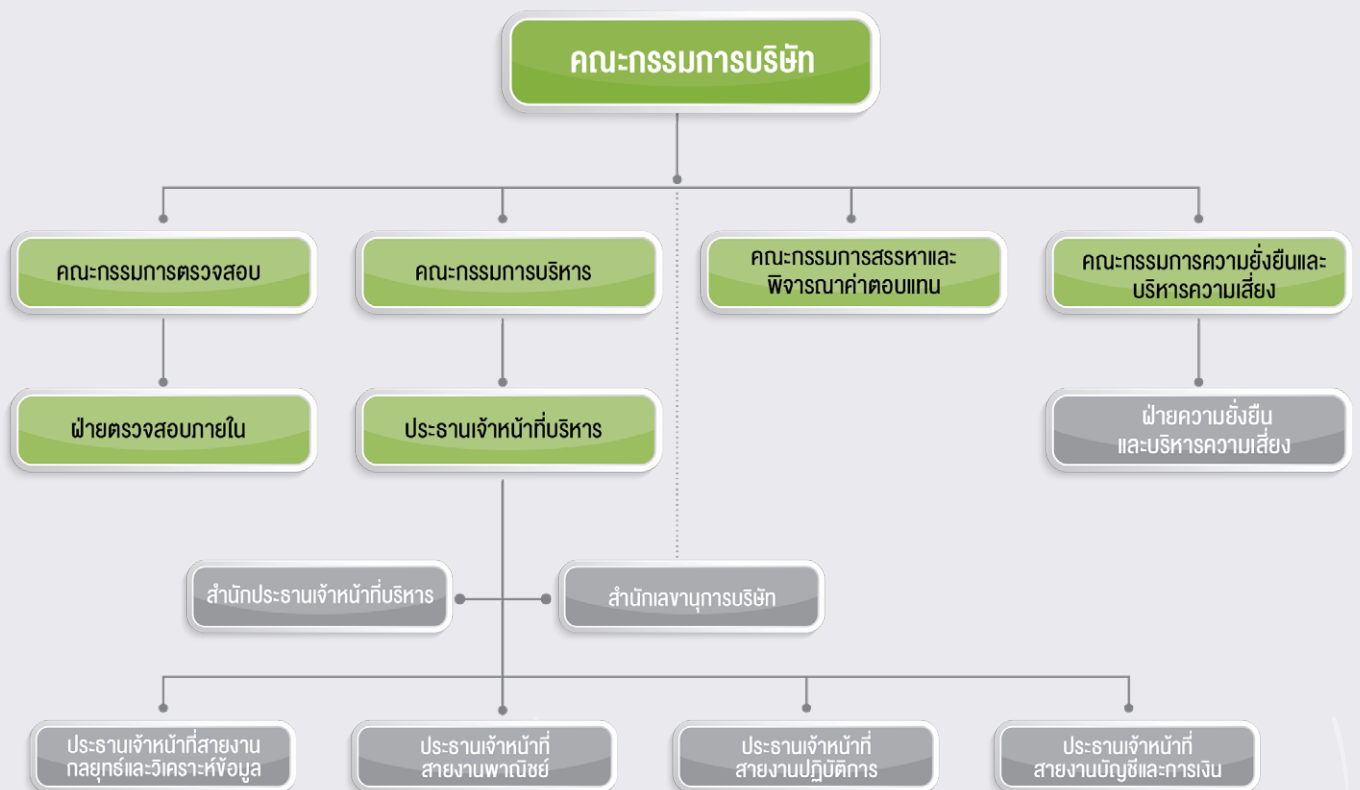 คณะกรรมการบริษัท
คณะกรรมการตรวจสอบ
คณะกรรมการบริหาร
คณะกรรมการสรรหาและ
พิจารณาค่าตอบแทน
คณะกรรมการความยั่งยืนและ
บริหารความเสี่ยง
ฝ่ายตรวจสอบภายใน
ประธานเจ้าหน้าที่บริหาร
ฝ่ายความยั่งยืน
และบริหารความเสี่ยง
สำนักประธานเจ้าหน้าที่บริหาร
สำนักเลขานุการบริษัท
ประธานเจ้าหน้าที่สายงาน
กลยุทธ์และวิเคราะห์ข้อมูล
ประธานเจ้าหน้าที่
สายงานพาณิชย์
ประธานเจ้าหน้าที่
สายงานปฏิบัติการ
ประธานเจ้าหน้าที่
สายงานบัญชีและการเงิน